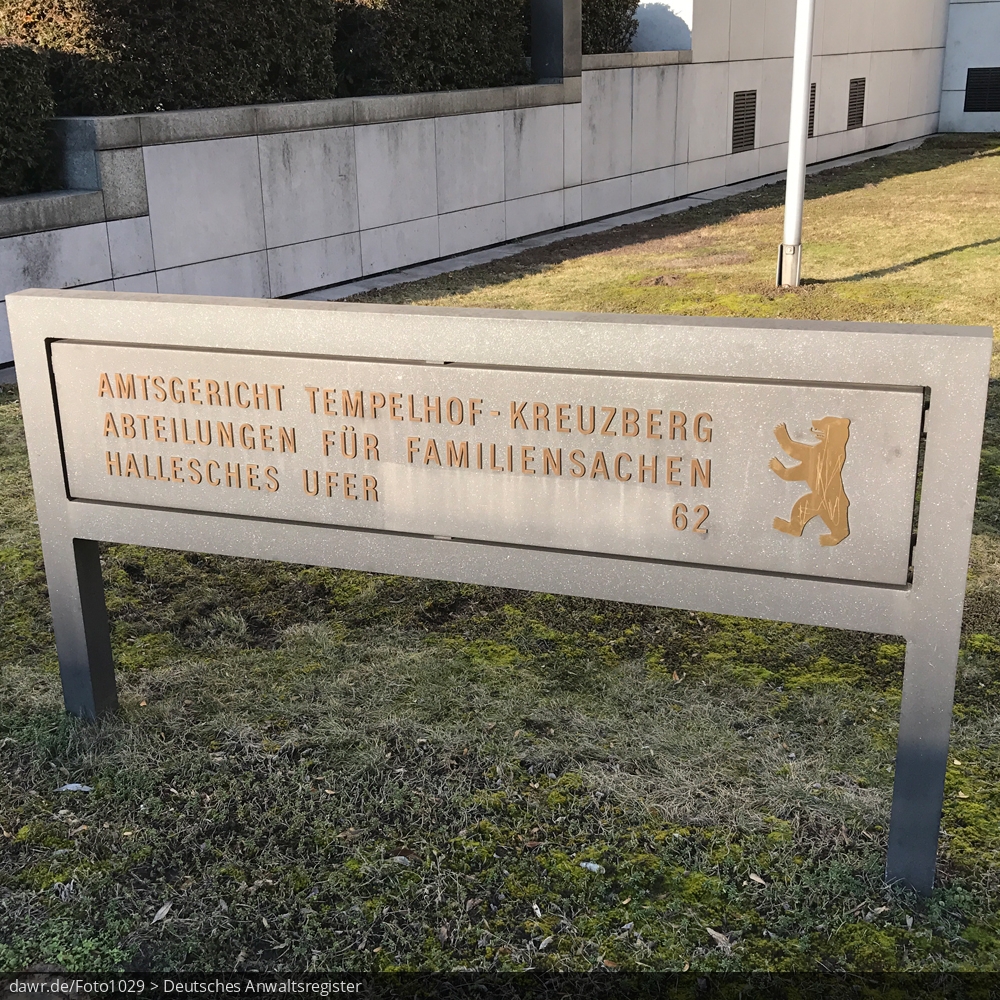 AMTSGERICHT TEMPELHOF-KREUZBERG
ABTEILUNGEN FÜR FAMILIENSACHEN
HALLESCHES UFER 62
dawr.de/Foto1029 > Deutsches Anwaltsregister